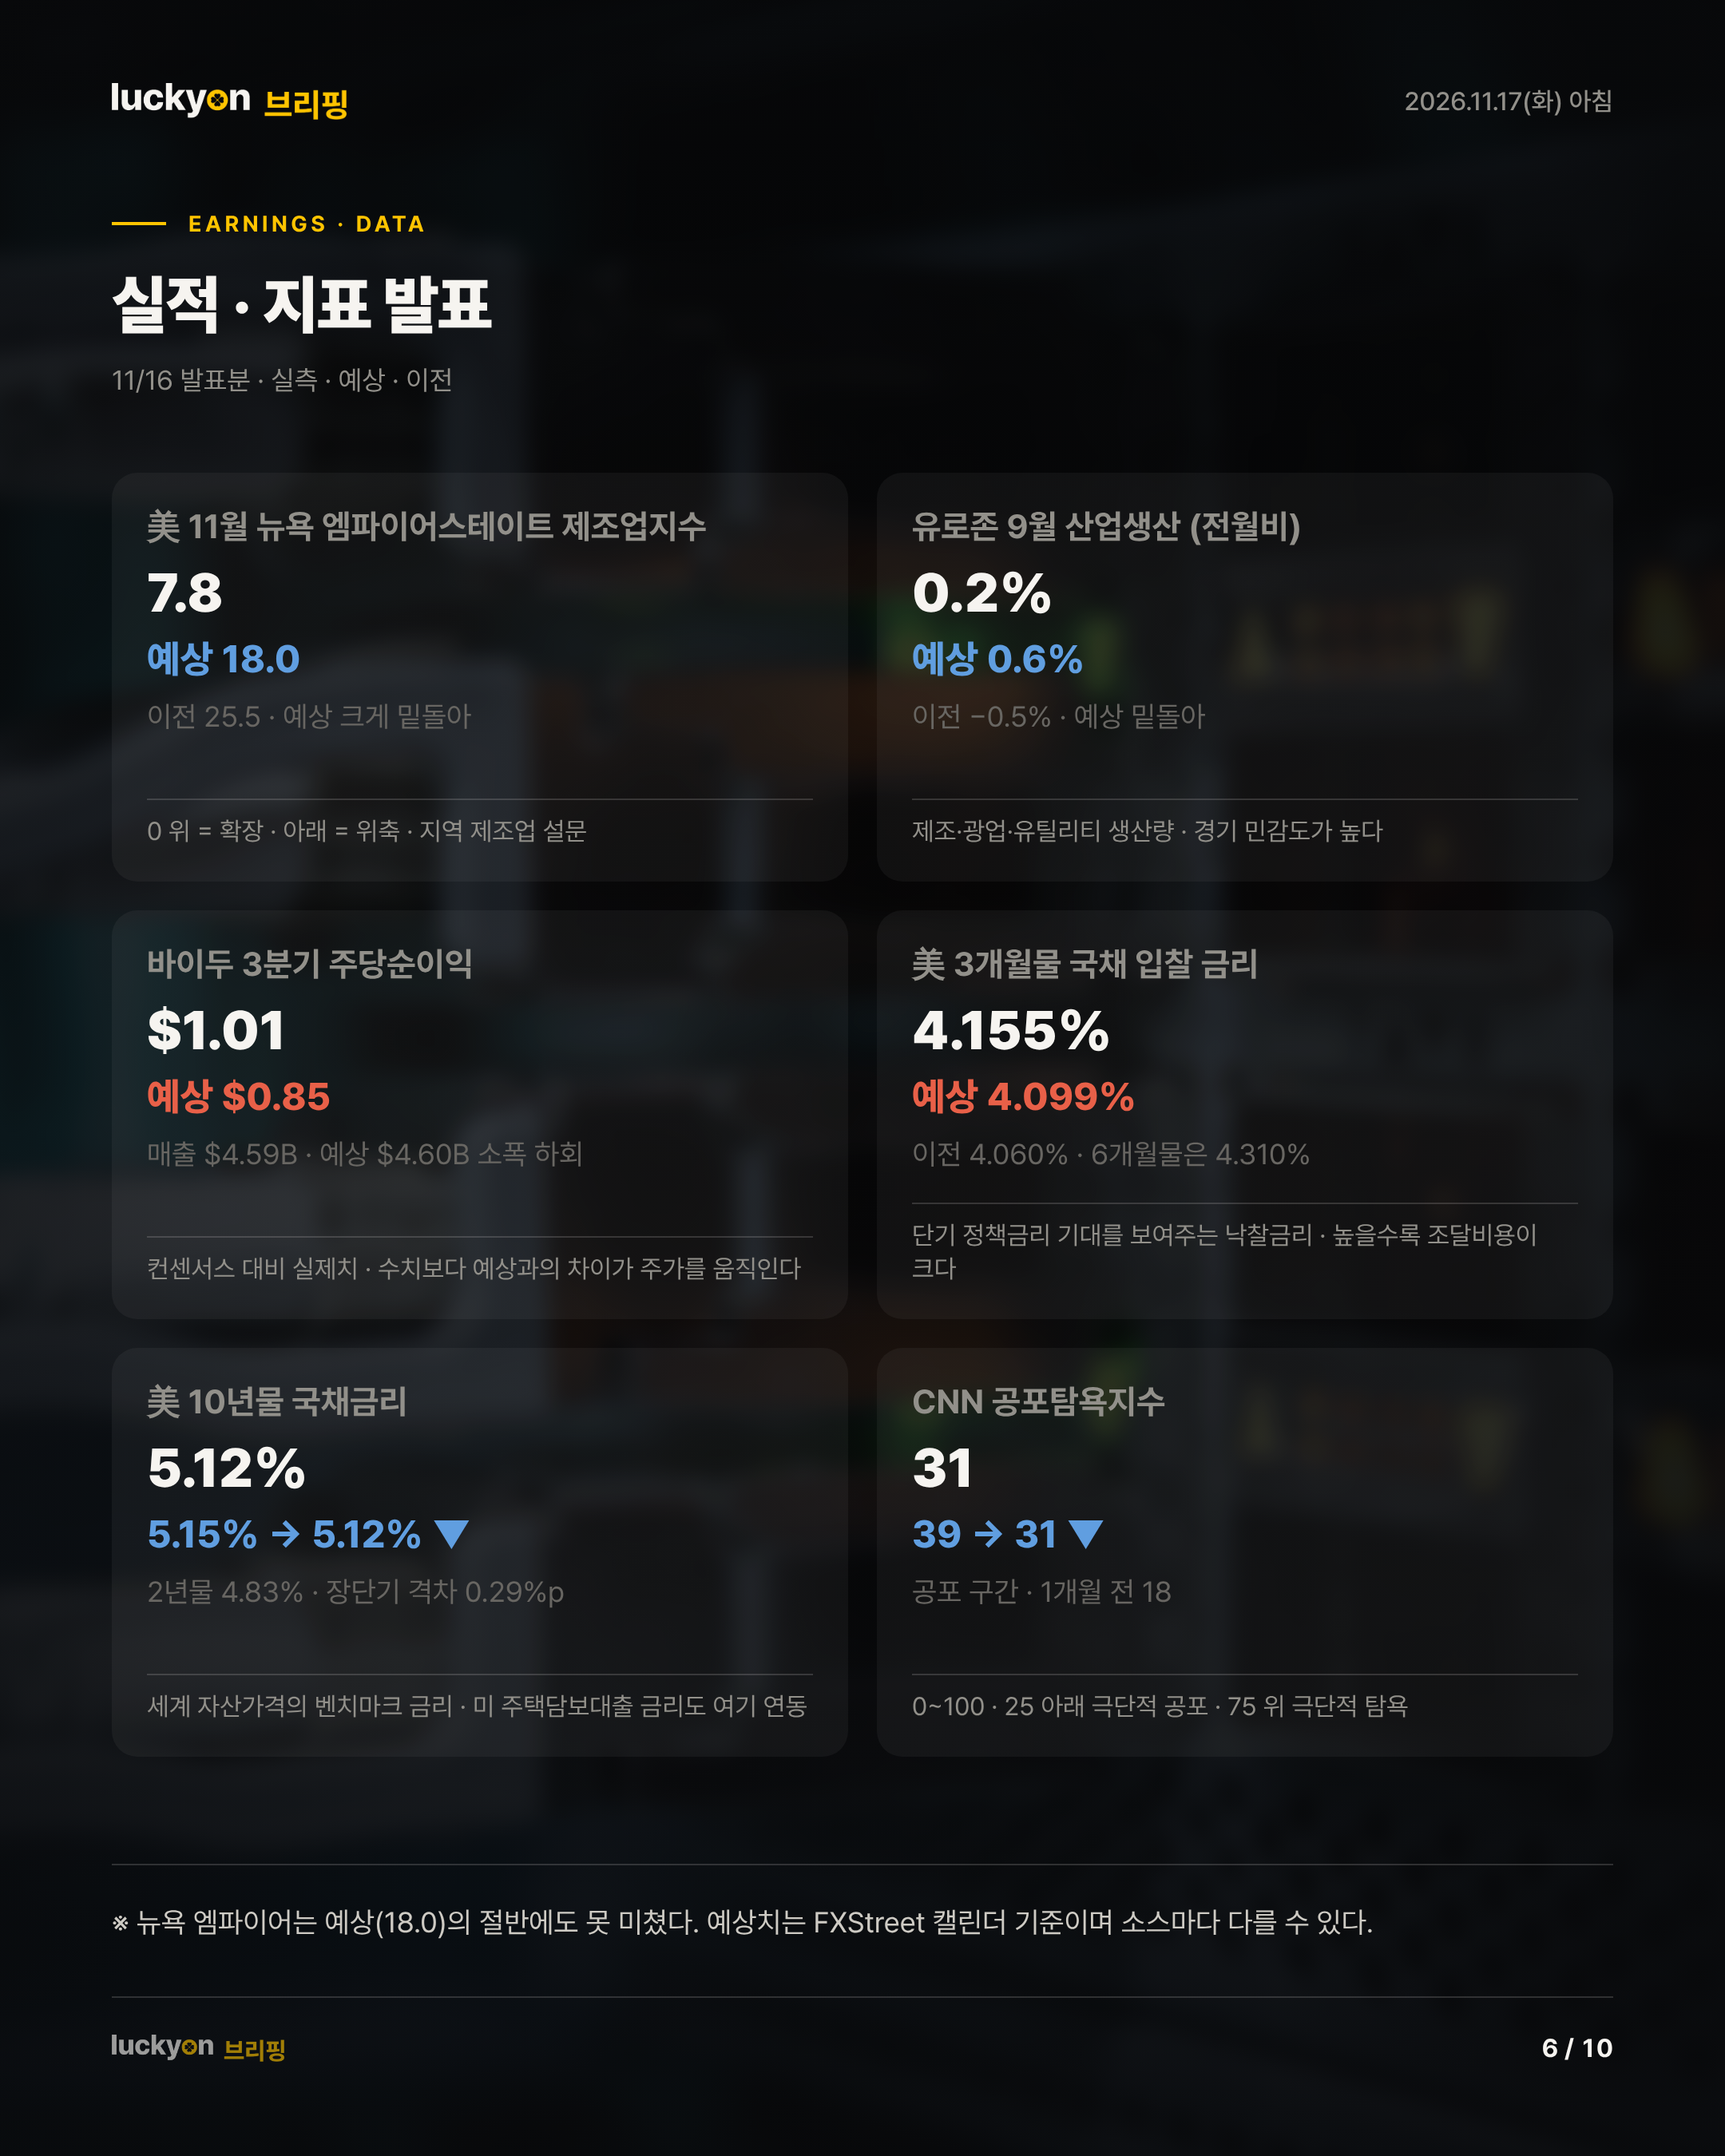 luckyon 브리핑
2026.11.17(화) 아침
EARNINGS · DATA
실적 · 지표 발표
11/16 발표분 · 실측 · 예상 · 이전
美 11월 뉴욕 엠파이어스테이트 제조업지수
7.8
예상 18.0
이전 25.5 · 예상 크게 밑돌아
0 위 = 확장 · 아래 = 위축 · 지역 제조업 설문
유로존 9월 산업생산 (전월비)
0.2%
예상 0.6%
이전 −0.5% · 예상 밑돌아
제조·광업·유틸리티 생산량 · 경기 민감도가 높다
바이두 3분기 주당순이익
$1.01
예상 $0.85
매출 $4.59B · 예상 $4.60B 소폭 하회
컨센서스 대비 실제치 · 수치보다 예상과의 차이가 주가를 움직인다
美 3개월물 국채 입찰 금리
4.155%
예상 4.099%
이전 4.060% · 6개월물은 4.310%
단기 정책금리 기대를 보여주는 낙찰금리 · 높을수록 조달비용이
크다
美 10년물 국채금리
5.12%
5.15% → 5.12% ▼
2년물 4.83% · 장단기 격차 0.29%p
세계 자산가격의 벤치마크 금리 · 미 주택담보대출 금리도 여기 연동
CNN 공포탐욕지수
31
39 → 31 ▼
공포 구간 · 1개월 전 18
0~100 · 25 아래 극단적 공포 · 75 위 극단적 탐욕
※ 뉴욕 엠파이어는 예상(18.0)의 절반에도 못 미쳤다. 예상치는 FXStreet 캘린더 기준이며 소스마다 다를 수 있다.
luckyon 브리핑
6 / 10